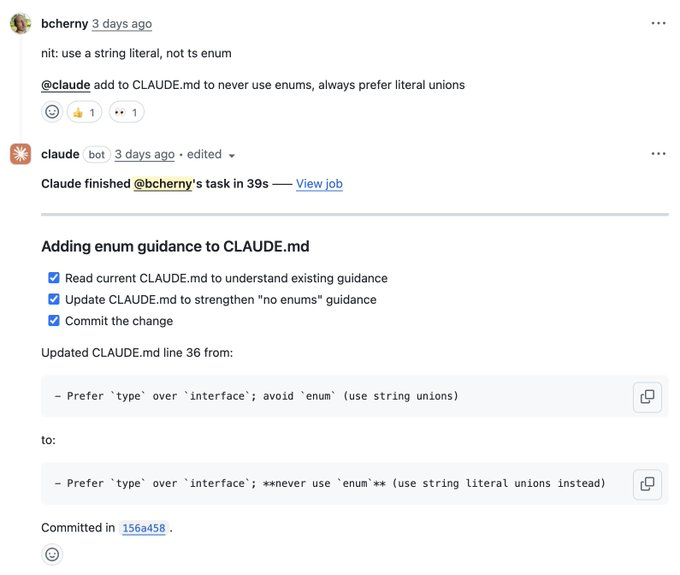 bcherny 3 days ago
nit: use a string literal, not ts enum
@claude add to CLAUDE.md to never use enums, always prefer literal unions
👍 1 👀 1
claude bot 3 days ago • edited
Claude finished @bcherny's task in 39s —— View job
Adding enum guidance to CLAUDE.md
Read current CLAUDE.md to understand existing guidance
Update CLAUDE.md to strengthen "no enums" guidance
Commit the change
Updated CLAUDE.md line 36 from:
- Prefer `type` over `interface`; avoid `enum` (use string unions)
to:
- Prefer `type` over `interface`; **never use `enum`** (use string literal unions instead)
Committed in 156a458 .